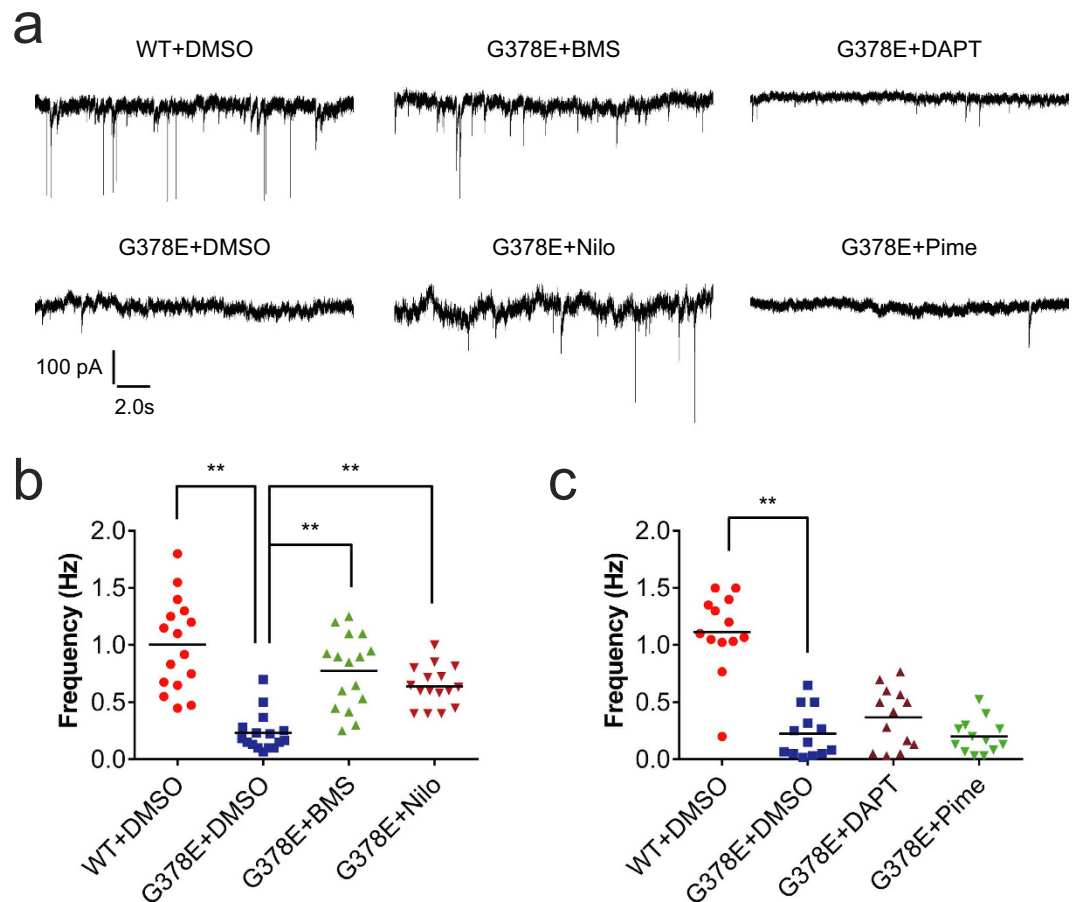 a
WT+DMSO
G378E+BMS
G378E+DAPT
G378E+DMSO
G378E+Nilo
G378E+Pime
100 pA
2.0s
b
**
**
**
Frequency (Hz)
2.0
1.5
1.0
0.5
0.0
WT+DMSO
G378E+DMSO
G378E+BMS
G378E+Nilo
c
**
Frequency (Hz)
2.0
1.5
1.0
0.5
0.0
WT+DMSO
G378E+DMSO
G378E+DAPT
G378E+Pime